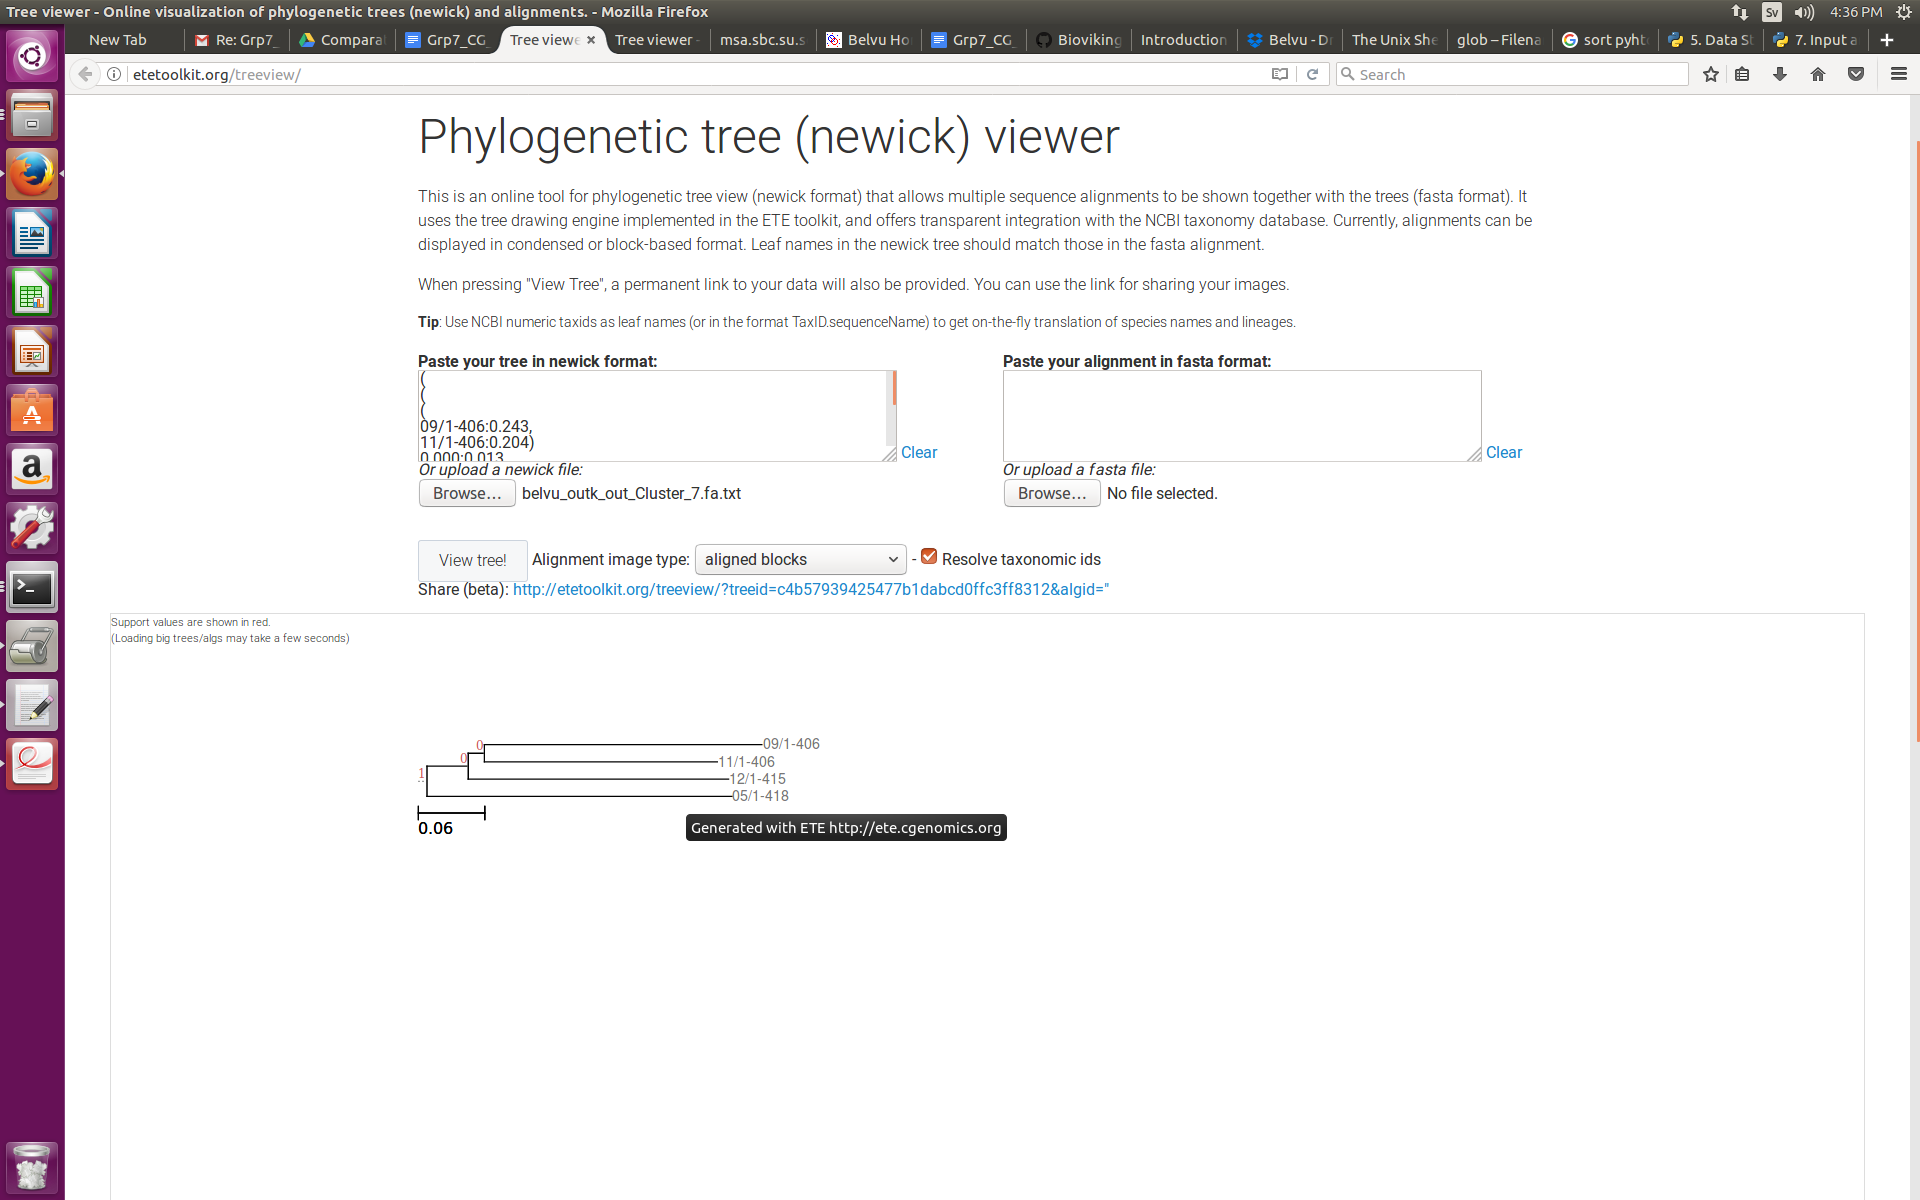 Tree viewer - Online visualization of phylogenetic trees (newick) and alignments. - Mozilla Firefox
Sv
4:36 PM
New Tab
Re: Grp7_
Compara
Grp7_CG_
Tree viewe
Tree viewer -
msa.sbc.su.s
Belvu Ho
Grp7_CG_
Bioviking
Introduction
Belvu - D
The Unix She
glob – Filena
sort pyht
5. Data St
7. Input a
etetoolkit.org/treeview/
Search
Phylogenetic tree (newick) viewer
This is an online tool for phylogenetic tree view (newick format) that allows multiple sequence alignments to be shown together with the trees (fasta format). It
uses the tree drawing engine implemented in the ETE toolkit, and offers transparent integration with the NCBI taxonomy database. Currently, alignments can be
displayed in condensed or block-based format. Leaf names in the newick tree should match those in the fasta alignment.
When pressing "View Tree", a permanent link to your data will also be provided. You can use the link for sharing your images.
Tip: Use NCBI numeric taxids as leaf names (or in the format TaxID.sequenceName) to get on-the-fly translation of species names and lineages.
Paste your tree in newick format:
(
(
(
09/1-406:0.243,
11/1-406:0.204)
0.000:0.013
Clear
Or upload a newick file:
Browse... belvu_outk_out_Cluster_7.fa.txt
Paste your alignment in fasta format:
Clear
Or upload a fasta file:
Browse... No file selected.
View tree! Alignment image type: aligned blocks - Resolve taxonomic ids
Share (beta): http://etetoolkit.org/treeview/?treeid=c4b57939425477b1dabcd0ffc3ff8312&algid="
Support values are shown in red.
(Loading big trees/algs may take a few seconds)
0 09/1-406
0 11/1-406
1 12/1-415
05/1-418
0.06
Generated with ETE http://ete.cgenomics.org